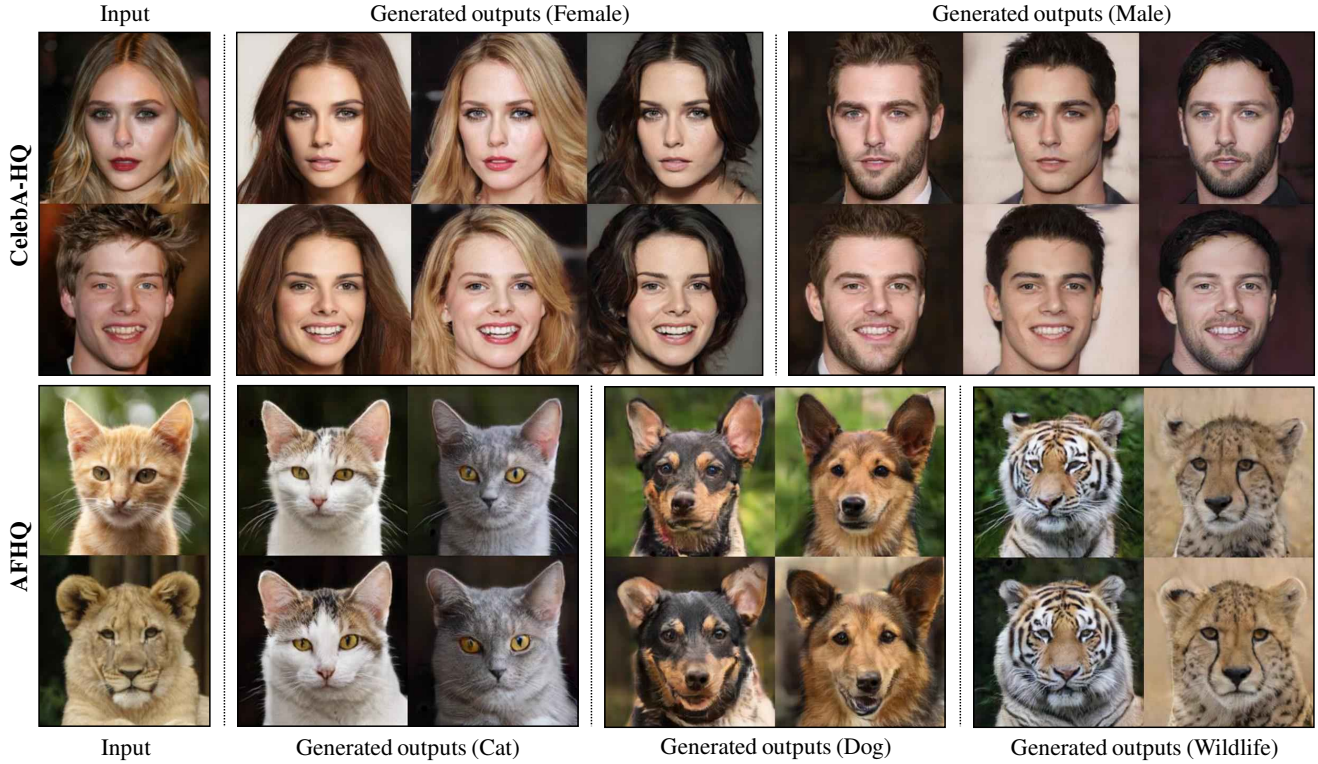 Input
Generated outputs (Female)
Generated outputs (Male)
CelebA-HQ
AFHQ
Input
Generated outputs (Cat)
Generated outputs (Dog)
Generated outputs (Wildlife)